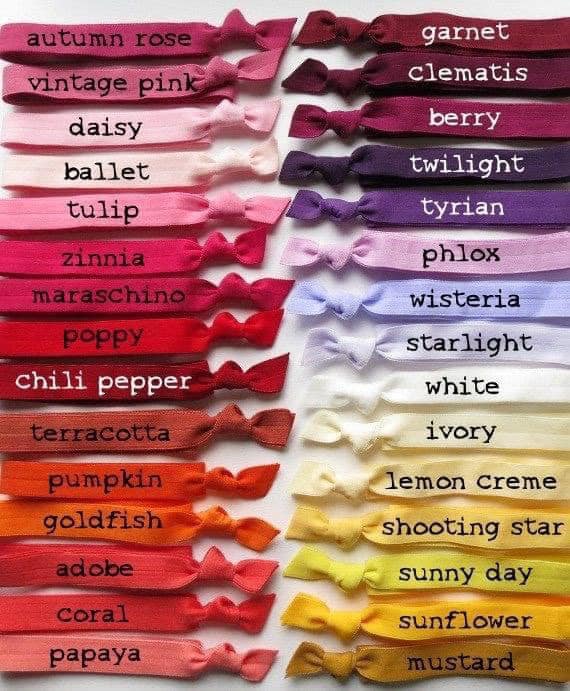 autumn rose
vintage pink
daisy
ballet
tulip
zinnia
maraschino
poppy
chili pepper
terracotta
pumpkin
goldfish
adobe
coral
papaya
garnet
clematis
berry
twilight
tyrian
phlox
wisteria
starlight
white
ivory
lemon creme
shooting star
sunny day
sunflower
mustard